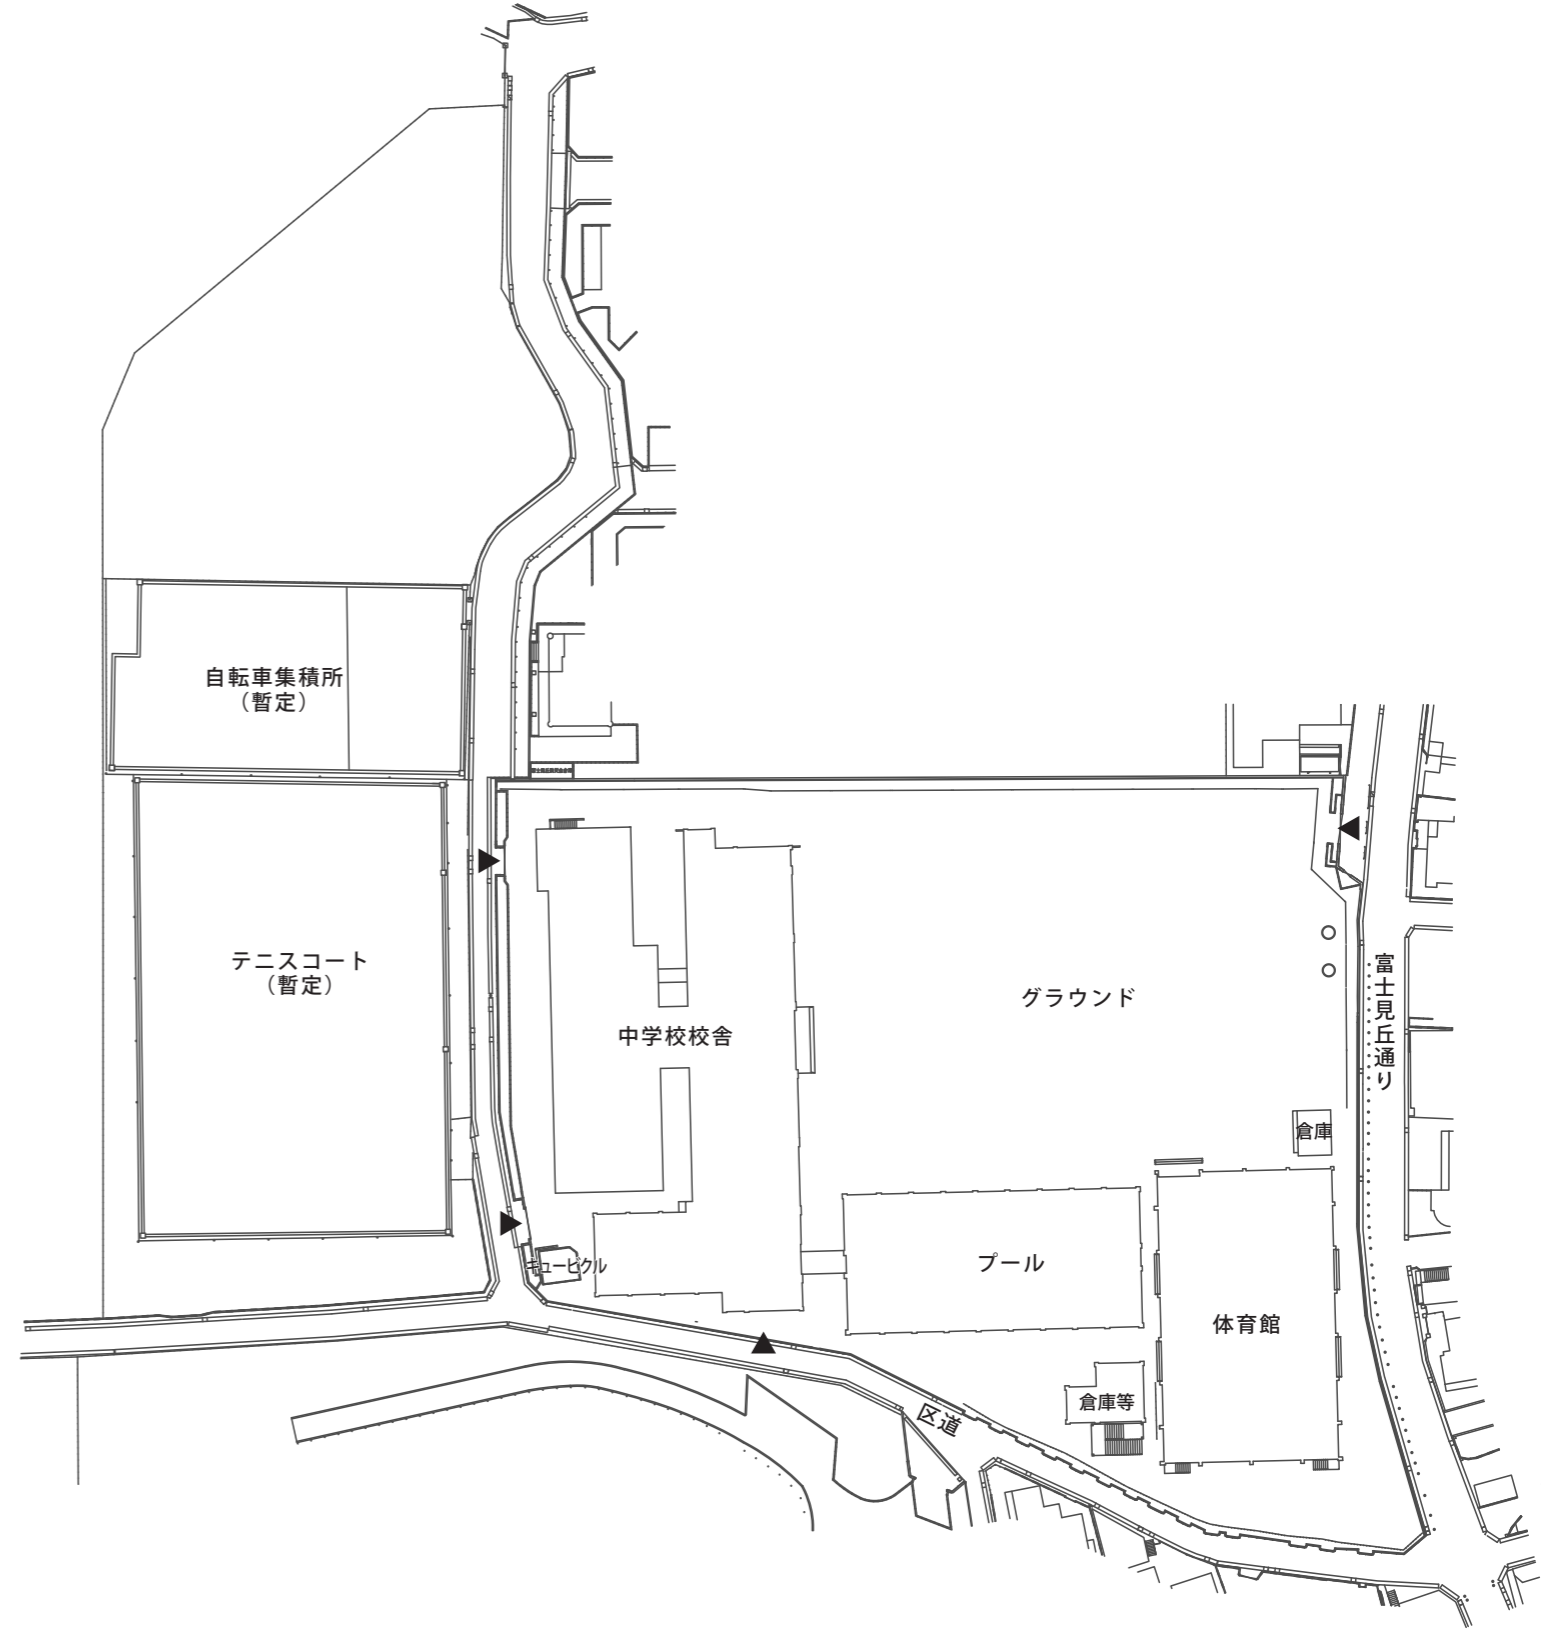 自転車集積所
（暫定）
テニスコート
（暫定）
中学校校舎
グラウンド
富士見丘通り
倉庫
キュービクル
プール
体育館
倉庫等
区道